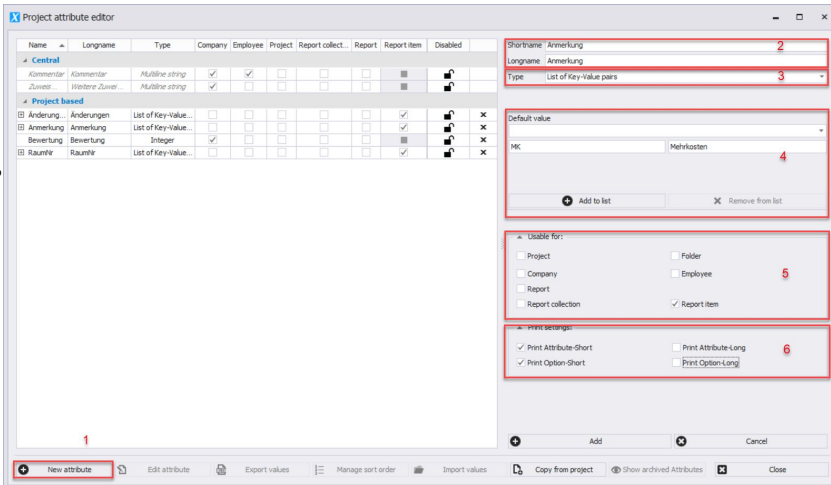 Project attribute editor
Name Longname Type Company Employee Project Report collect... Report Report item Disabled
Central
Kommentar Kommentar Multiline string
Zuweis... Weitere Zuwei... Multiline string
Project based
Änderung... Änderungen List of Key-Value...
Anmerkung Anmerkung List of Key-Value...
Bewertung Bewertung Integer
RaumNr RaumNr List of Key-Value...
Shortname Anmerkung 2
Longname Anmerkung
Type List of Key-Value pairs 3
Default value
MK Mehrkosten
4
Add to list Remove from list
Usable for:
Project Folder
Company Employee 5
Report
Report collection Report item
Print settings:
Print Attribute-Short Print Attribute-Long 6
Print Option-Short Print Option-Long
1
Add Cancel
New attribute Edit attribute Export values Manage sort order Import values Copy from project Show archived Attributes Close